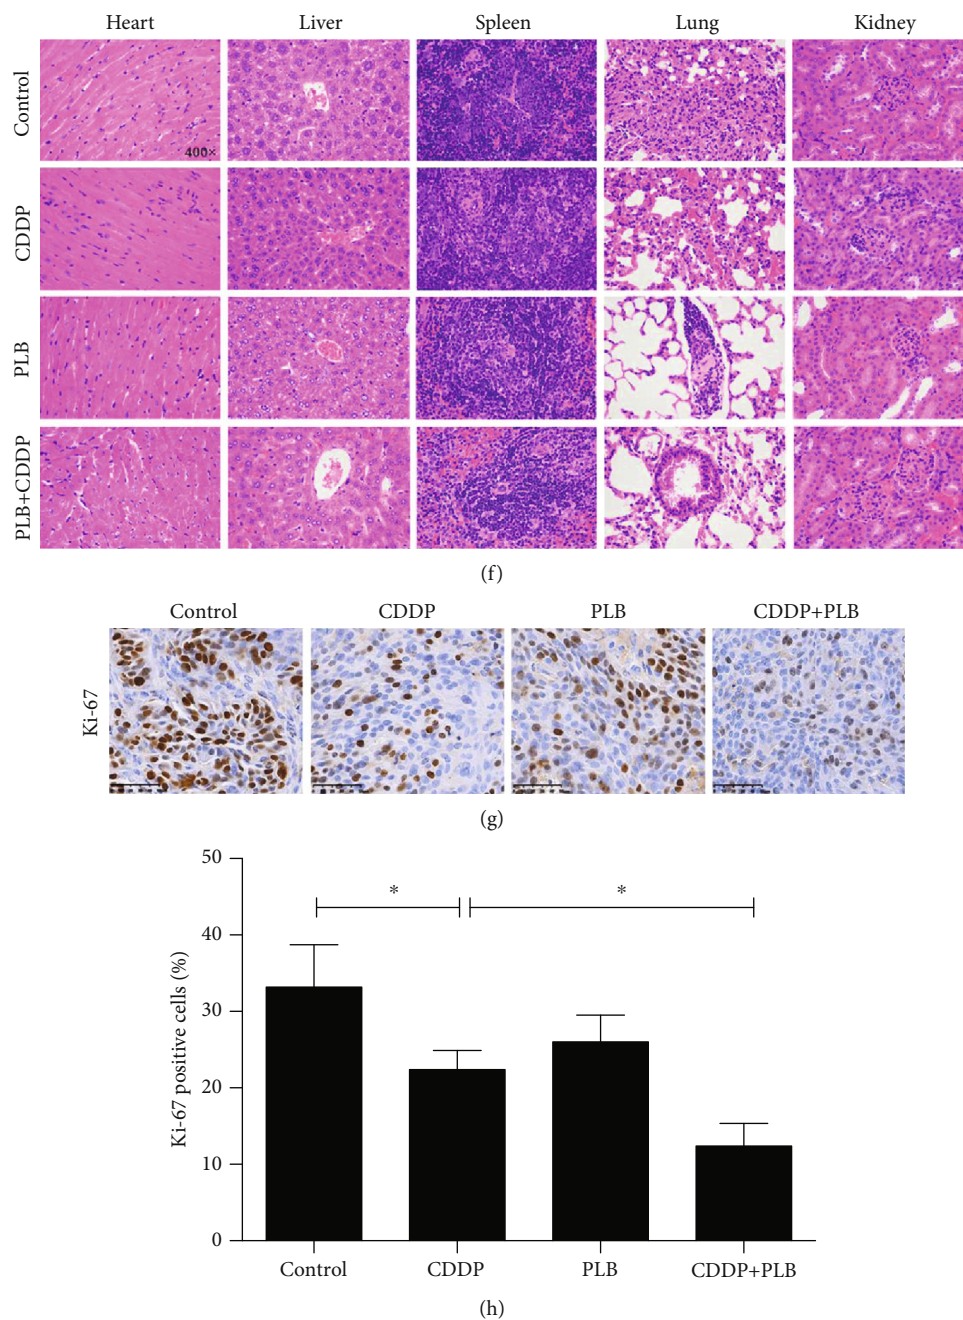 Heart Liver Spleen Lung Kidney
Control
400×
CDDP
PLB
PLB+CDDP
(f)
Control CDDP PLB CDDP+PLB
Ki-67
(g)
50
40
30
20
10
0
Ki-67 positive cells (%)
* *
Control CDDP PLB CDDP+PLB
(h)